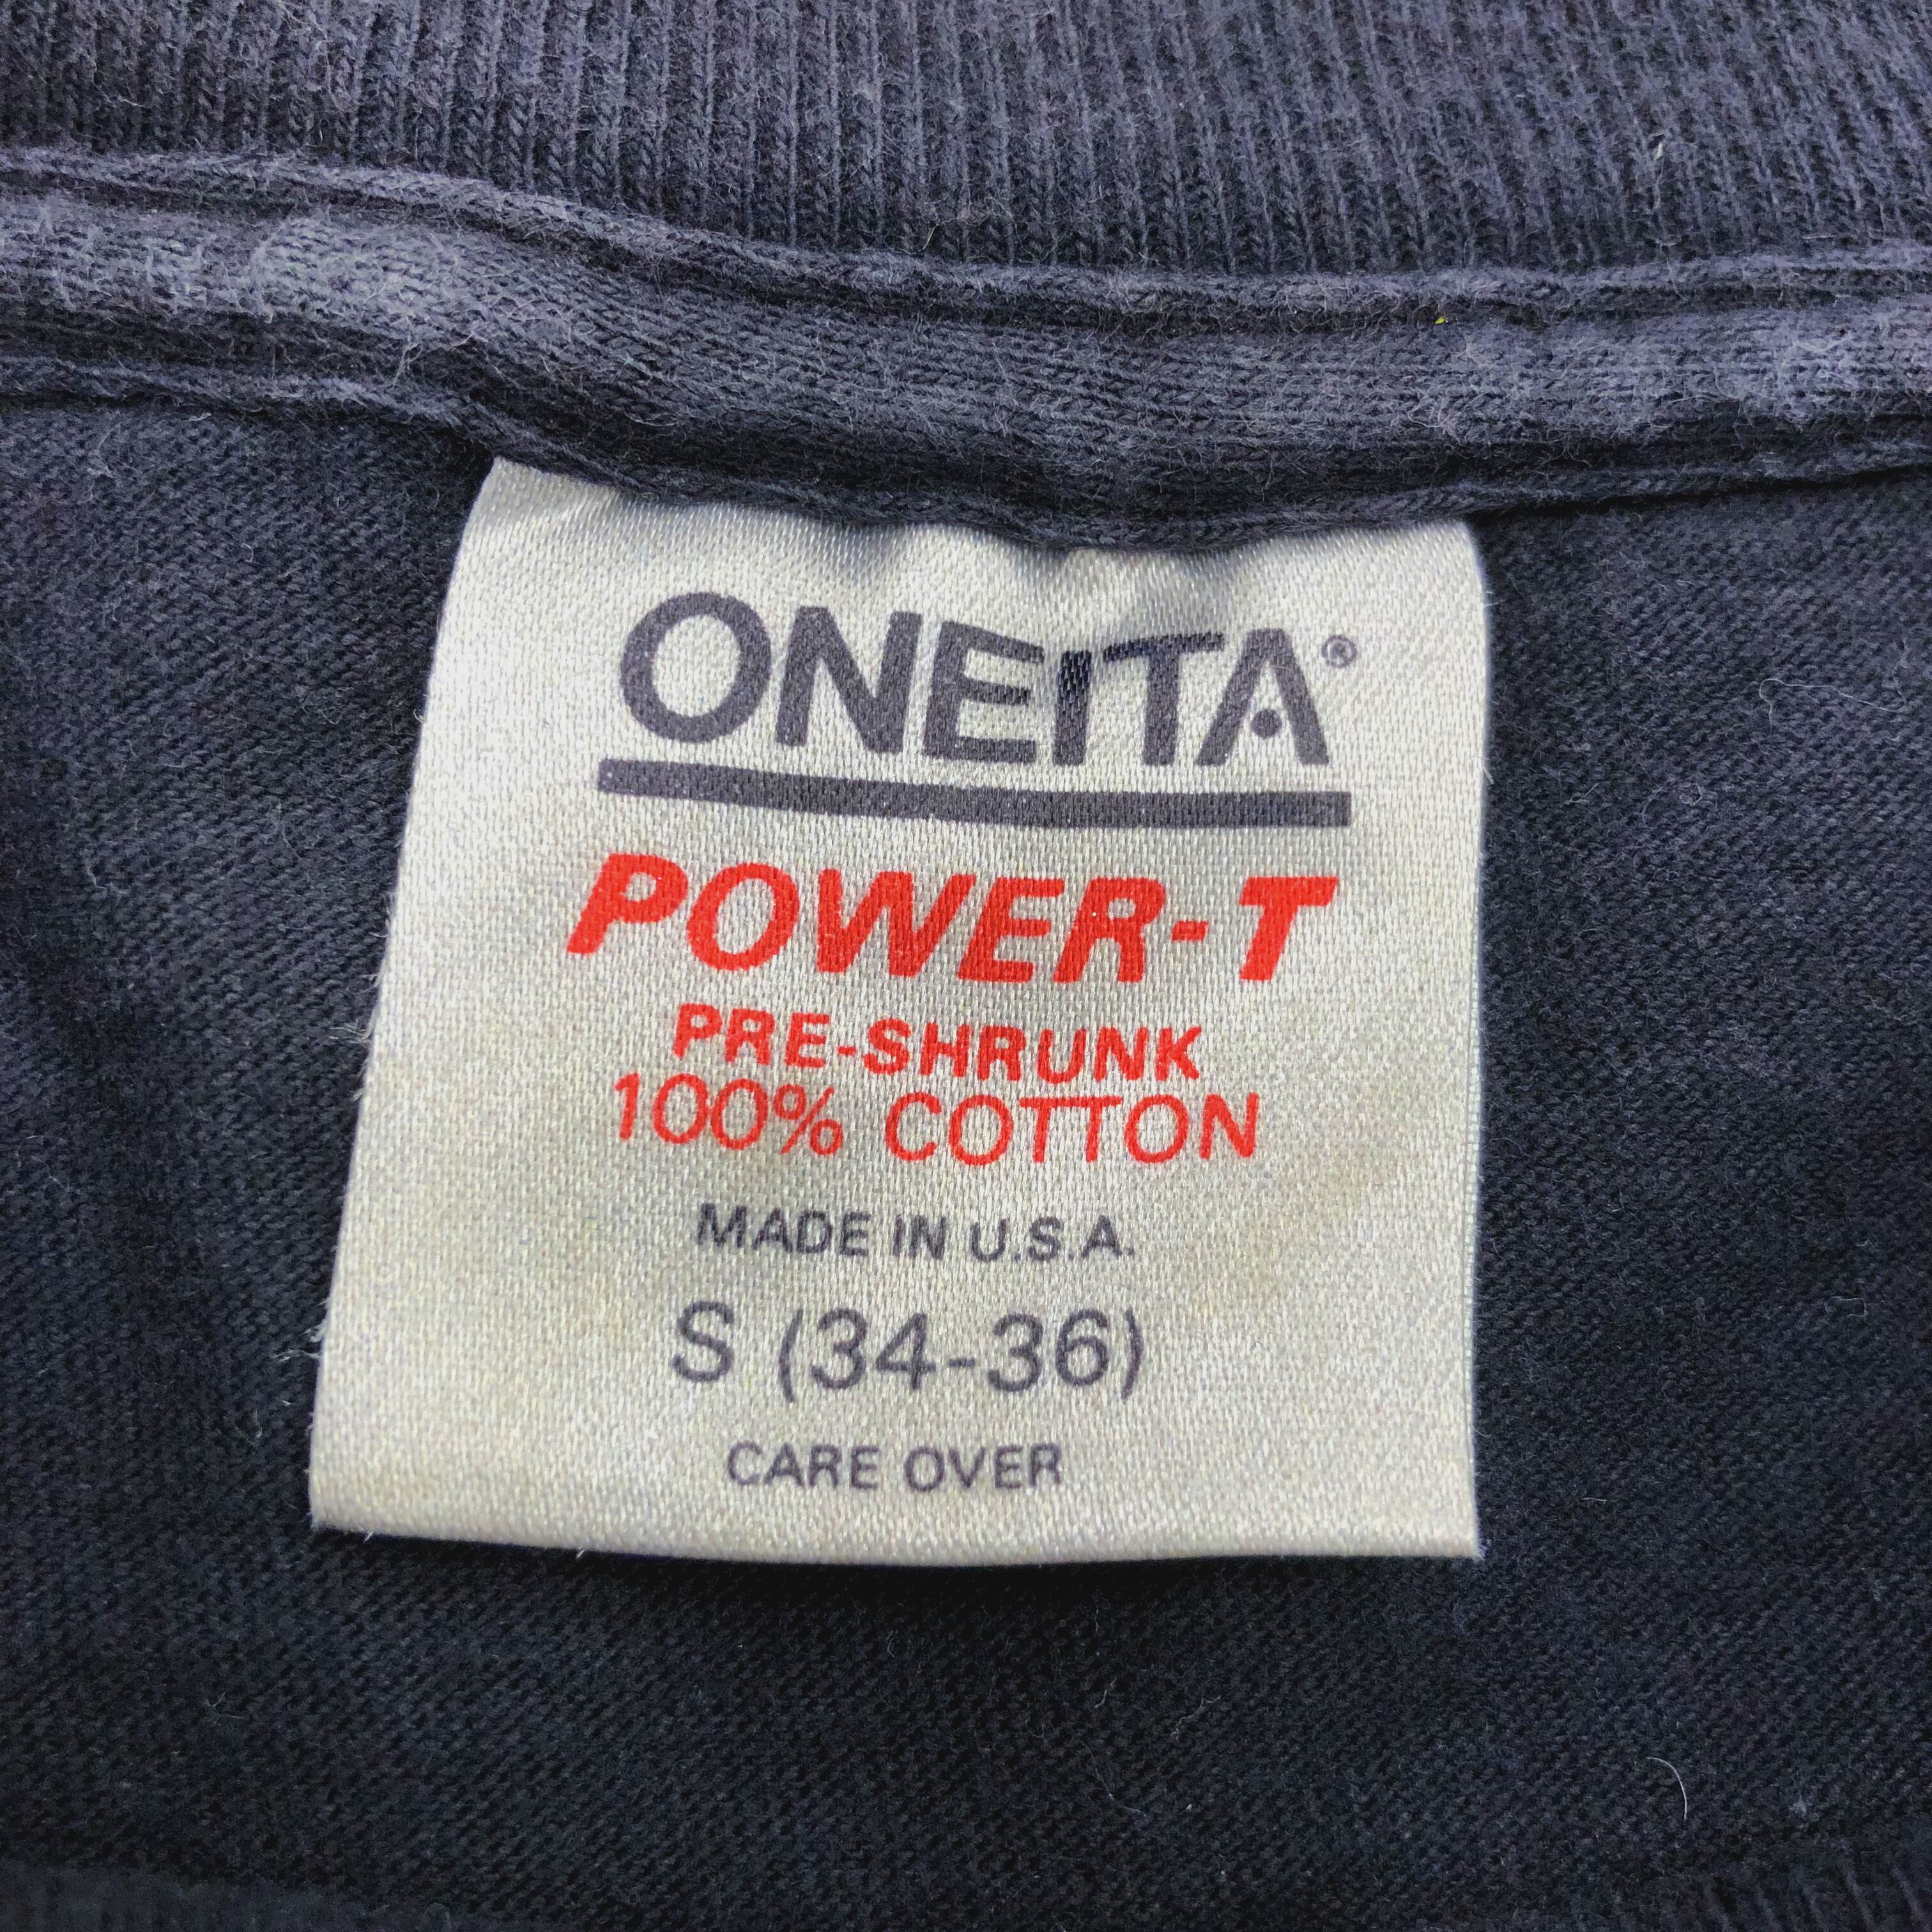 ONEITA®
POWER-T
PRE-SHRUNK
100% COTTON
MADE IN U.S.A.
S (34-36)
CARE OVER